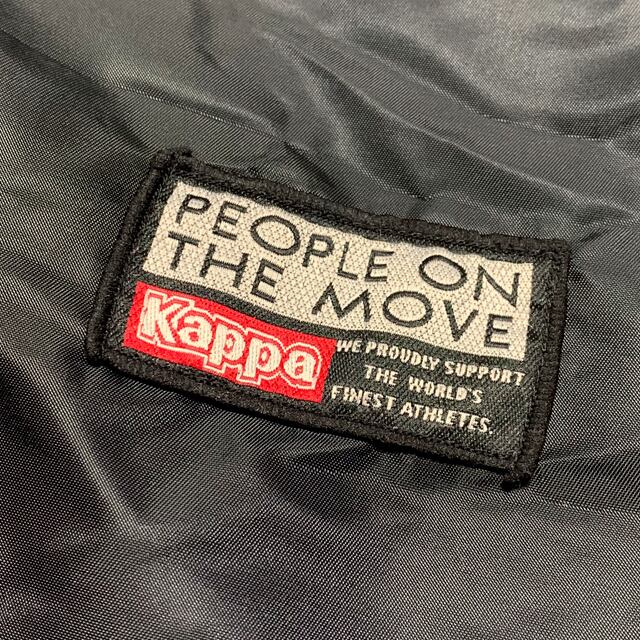 PEOPLE ON
THE MOVE
Kappa
WE PROUDLY SUPPORT
THE WORLD'S
FINEST ATHLETES.